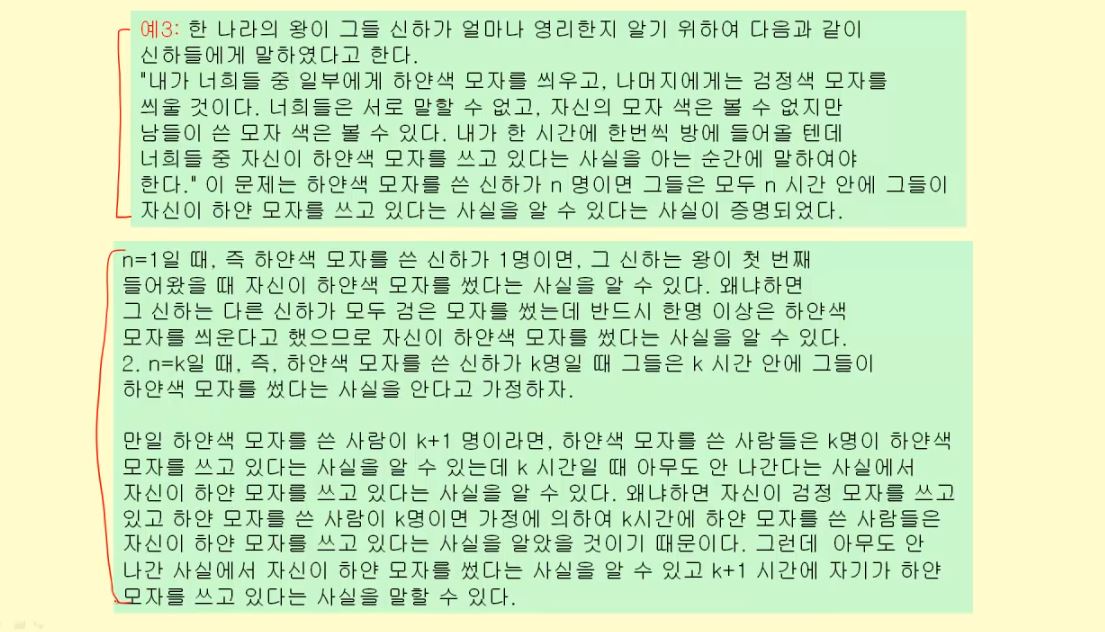 예3: 한 나라의 왕이 그들 신하가 얼마나 영리한지 알기 위하여 다음과 같이
신하들에게 말하였다고 한다.
"내가 너희들 중 일부에게 하얀색 모자를 씌우고, 나머지에게는 검정색 모자를
씌울 것이다. 너희들은 서로 말할 수 없고, 자신의 모자 색은 볼 수 없지만
남들이 쓴 모자 색은 볼 수 있다. 내가 한 시간에 한번씩 방에 들어올 텐데
너희들 중 자신이 하얀색 모자를 쓰고 있다는 사실을 아는 순간에 말하여야
한다." 이 문제는 하얀색 모자를 쓴 신하가 n 명이면 그들은 모두 n 시간 안에 그들이
자신이 하얀 모자를 쓰고 있다는 사실을 알 수 있다는 사실이 증명되었다.
n=1일 때, 즉 하얀색 모자를 쓴 신하가 1명이면, 그 신하는 왕이 첫 번째
들어왔을 때 자신이 하얀색 모자를 썼다는 사실을 알 수 있다. 왜냐하면
그 신하는 다른 신하가 모두 검은 모자를 썼는데 반드시 한명 이상은 하얀색
모자를 씌운다고 했으므로 자신이 하얀색 모자를 썼다는 사실을 알 수 있다.
2. n=k일 때, 즉, 하얀색 모자를 쓴 신하가 k명일 때 그들은 k 시간 안에 그들이
하얀색 모자를 썼다는 사실을 안다고 가정하자.
만일 하얀색 모자를 쓴 사람이 k+1 명이라면, 하얀색 모자를 쓴 사람들은 k명이 하얀색
모자를 쓰고 있다는 사실을 알 수 있는데 k 시간일 때 아무도 안 나간다는 사실에서
자신이 하얀 모자를 쓰고 있다는 사실을 알 수 있다. 왜냐하면 자신이 검정 모자를 쓰고
있고 하얀 모자를 쓴 사람이 k명이면 가정에 의하여 k시간에 하얀 모자를 쓴 사람들은
자신이 하얀 모자를 쓰고 있다는 사실을 알았을 것이기 때문이다. 그런데 아무도 안
나간 사실에서 자신이 하얀 모자를 썼다는 사실을 알 수 있고 k+1 시간에 자기가 하얀
모자를 쓰고 있다는 사실을 말할 수 있다.